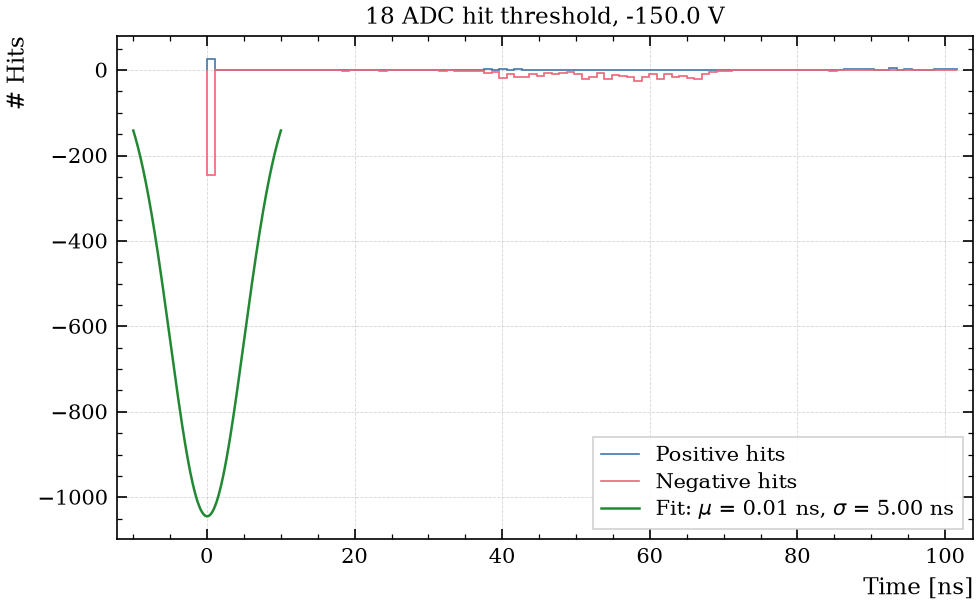 18 ADC hit threshold, -150.0 V
# Hits
0
−200
−400
−600
−800
−1000
Positive hits
Negative hits
Fit: μ = 0.01 ns, σ = 5.00 ns
0 20 40 60 80 100
Time [ns]